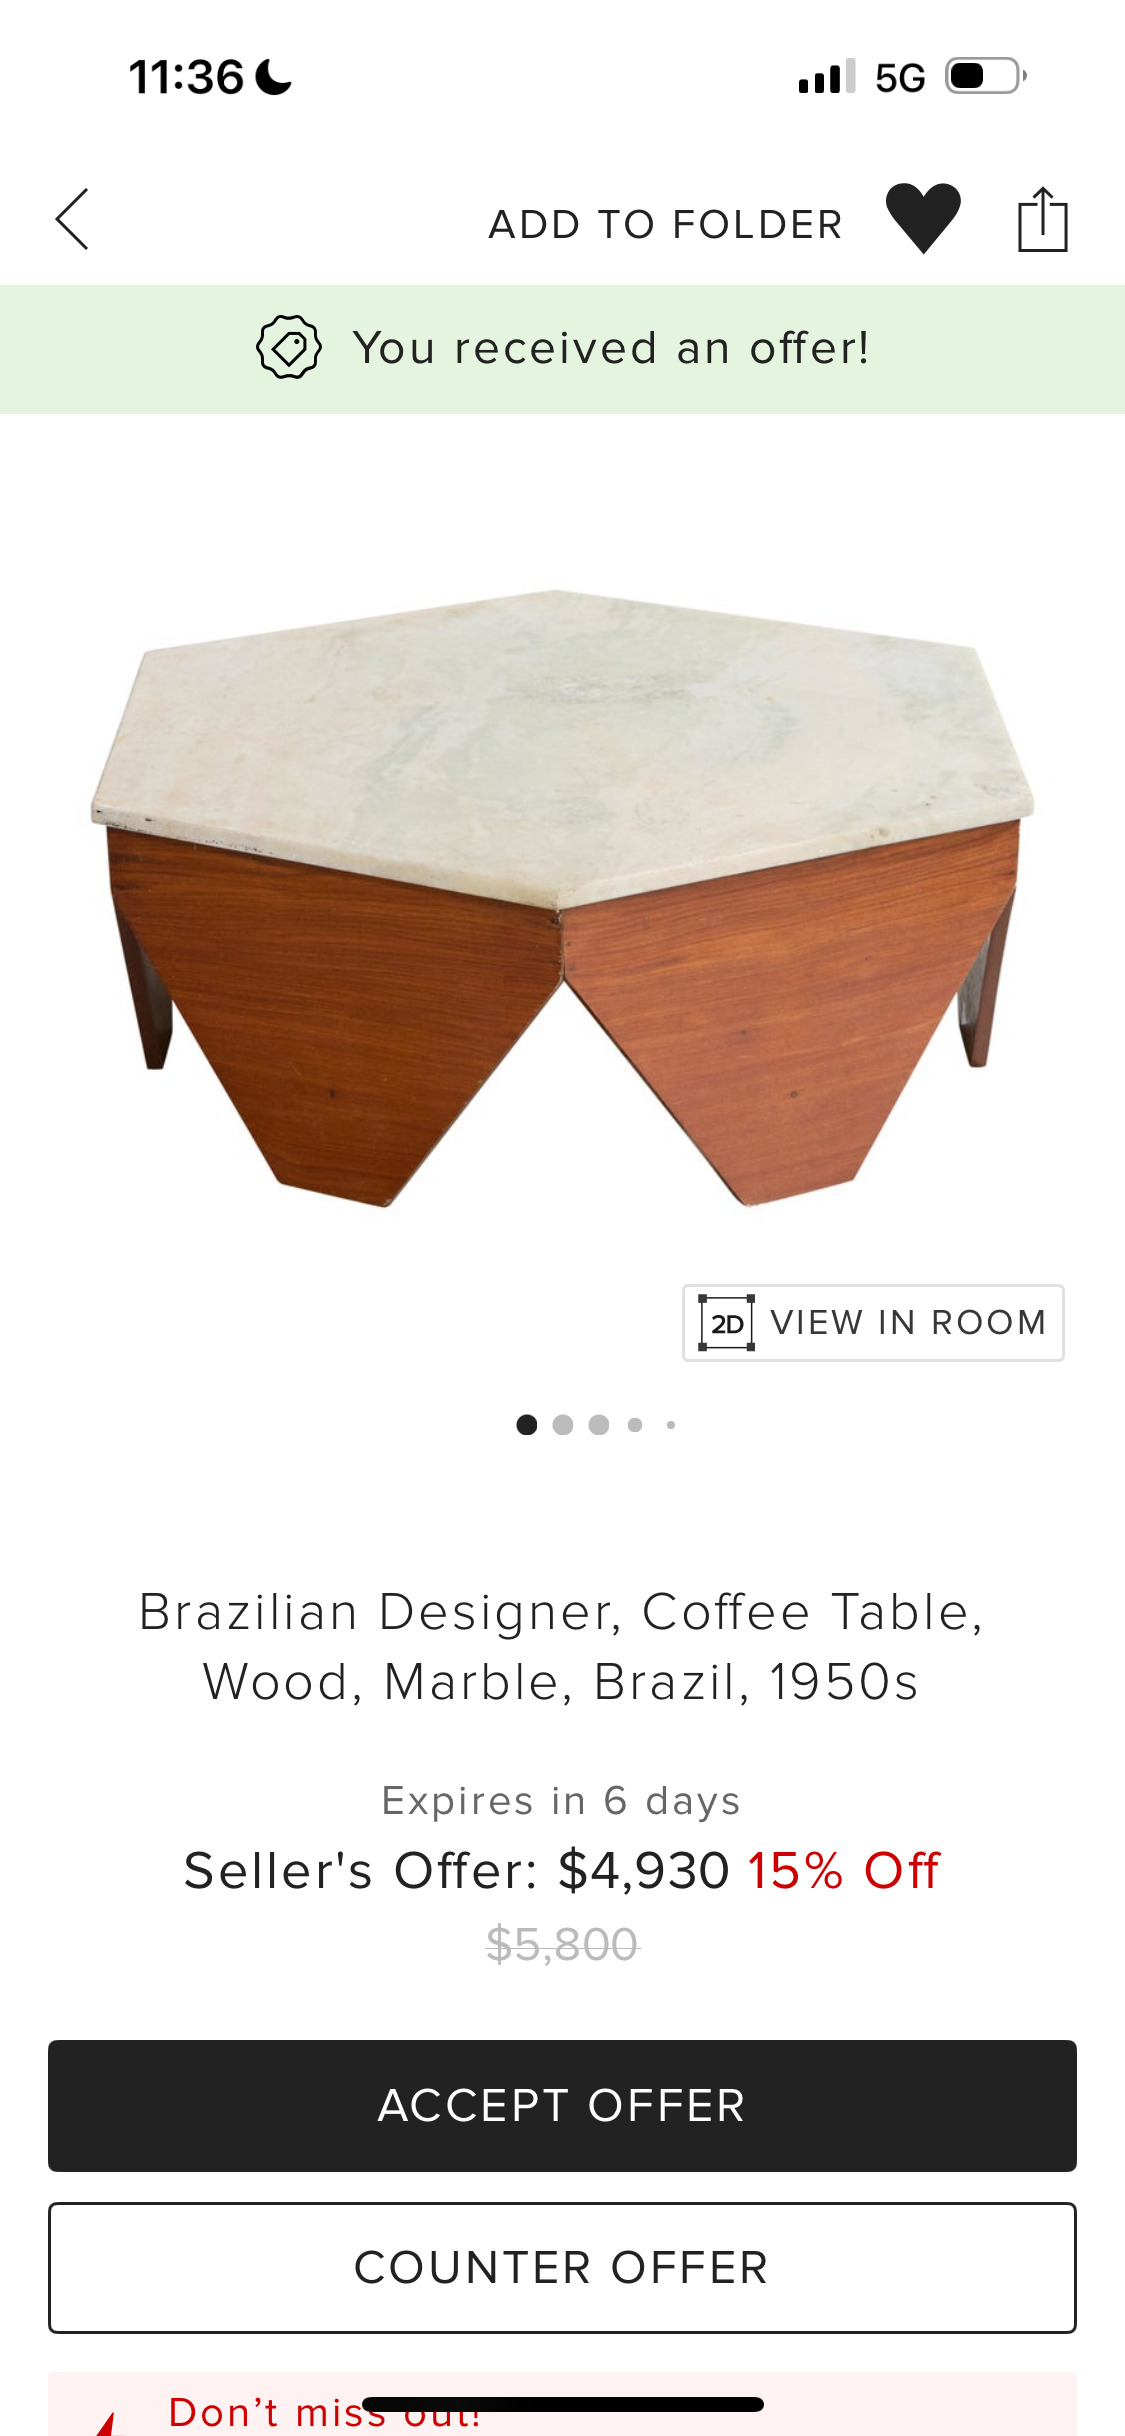 11:36
5G
ADD TO FOLDER
You received an offer!
2D VIEW IN ROOM
Brazilian Designer, Coffee Table,
Wood, Marble, Brazil, 1950s
Expires in 6 days
Seller's Offer: $4,930 15% Off
$5,800
ACCEPT OFFER
COUNTER OFFER
Don’t miss out!